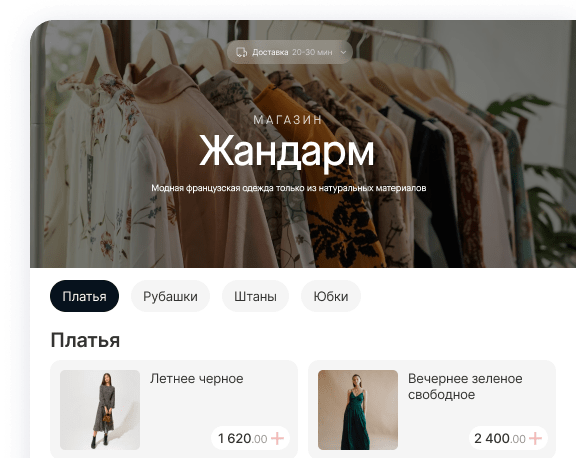 Доставка 20-30 мин
МАГАЗИН
Жандарм
Модная французская одежда только из натуральных материалов
Платья Рубашки Штаны Юбки
Платья
Летнее черное
1 620.00
Вечернее зеленое
свободное
2 400.00